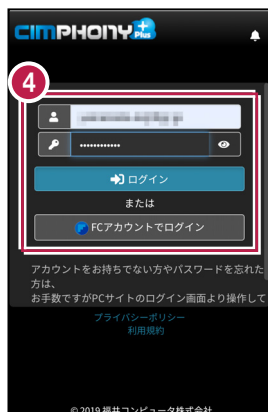 CIMPHONY Plus
4
••••••••••••
ログイン
または
FCアカウントでログイン
アカウントをお持ちでない方やパスワードを忘れた
方は、
お手数ですがPCサイトのログイン画面より操作して
プライバシーポリシー
利用規約
© 2019 福井コンピュータ株式会社